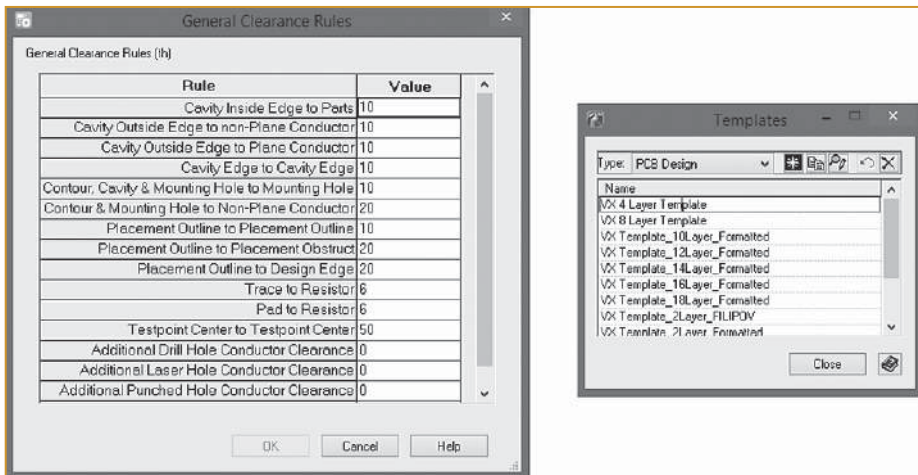 General Clearance Rules
General Clearance Rules (th)
Rule Value
Cavity Inside Edge to Parts 10
Cavity Outside Edge to non-Plane Conductor 10
Cavity Outside Edge to Plane Conductor 10
Cavity Edge to Cavity Edge 10
Contour, Cavity & Mounting Hole to Mounting Hole 10
Contour & Mounting Hole to Non-Plane Conductor 20
Placement Outline to Placement Outline 10
Placement Outline to Placement Obstruct 20
Placement Outline to Design Edge 20
Trace to Resistor 6
Pad to Resistor 6
Testpoint Center to Testpoint Center 50
Additional Drill Hole Conductor Clearance 0
Additional Laser Hole Conductor Clearance 0
Additional Punched Hole Conductor Clearance 0
OK Cancel Help
Templates
Type: PCB Design
Name
VX 4 Layer Template
VX 8 Layer Template
VX Template_10Layer_Formatted
VX Template_12Layer_Formatted
VX Template_14Layer_Formatted
VX Template_16Layer_Formatted
VX Template_18Layer_Formatted
VX Template_2Layer_FILIPOV
VX Template_2Layer_Formatted
Close